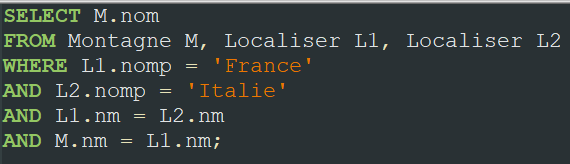 SELECT M.nom
FROM Montagne M, Localiser L1, Localiser L2
WHERE L1.nomp = 'France'
AND L2.nomp = 'Italie'
AND L1.nm = L2.nm
AND M.nm = L1.nm;